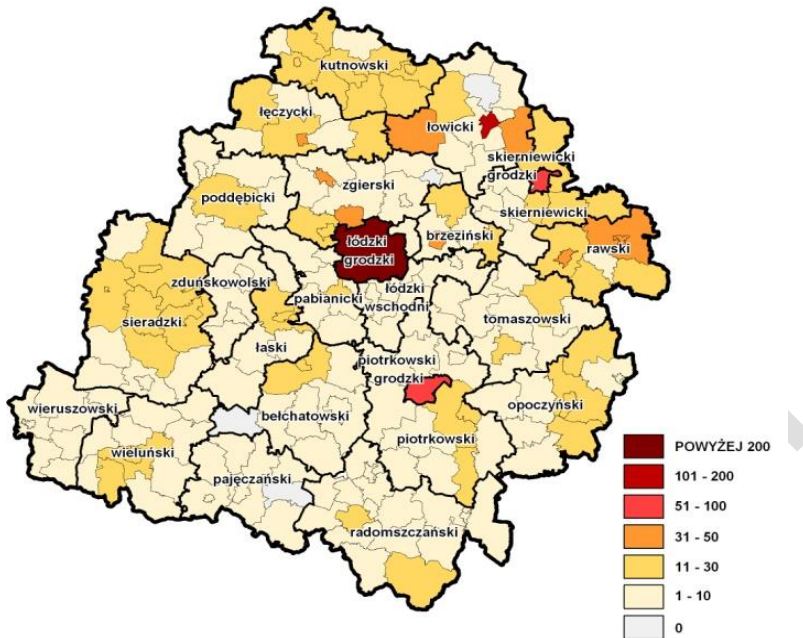 kutnowski
łęczycki
łowicki
skierniewicki
grodzki
zgierski
poddębicki
skierniewicki
brzeziński
rawski
łódzki
grodzki
zduńskowolski
łódzki
pabianicki
wschodni
sieradzki
tomaszowski
łaski
piotrkowski
grodzki
wieruszowski
opoczyński
bełchatowski
piotrkowski
wieluński
pajęczański
radomszczański
POWYŻEJ 200
101 - 200
51 - 100
31 - 50
11 - 30
1 - 10
0